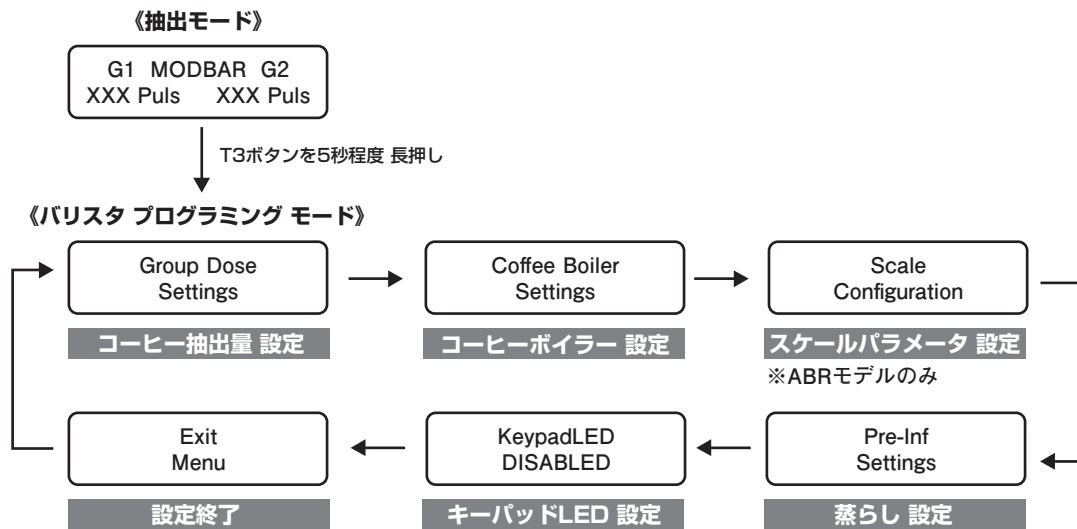 《抽出モード》
G1 MODBAR G2
XXX Puls XXX Puls
T3ボタンを5秒程度 長押し
《バリスタ プログラミング モード》
Group Dose
Settings
コーヒー抽出量 設定
Coffee Boiler
Settings
コーヒーボイラー 設定
Scale
Configuration
スケールパラメータ 設定
※ABRモデルのみ
Pre-Inf
Settings
蒸らし 設定
KeypadLED
DISABLED
キーパッドLED 設定
Exit
Menu
設定終了